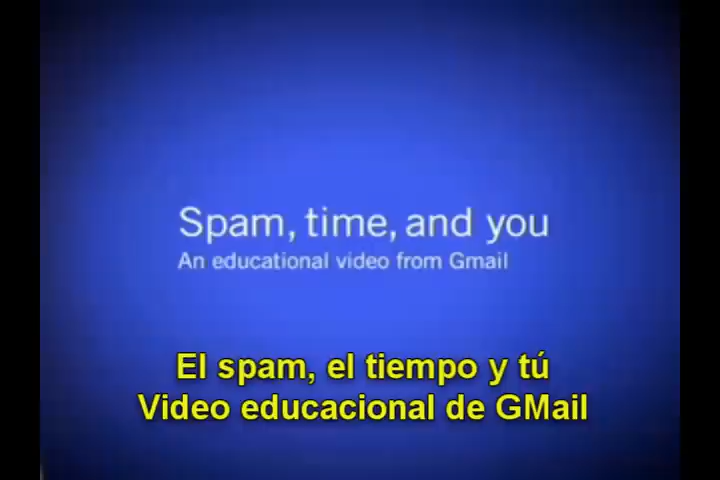 Spam, time, and you
An educational video from Gmail
El spam, el tiempo y tú
Video educacional de GMail